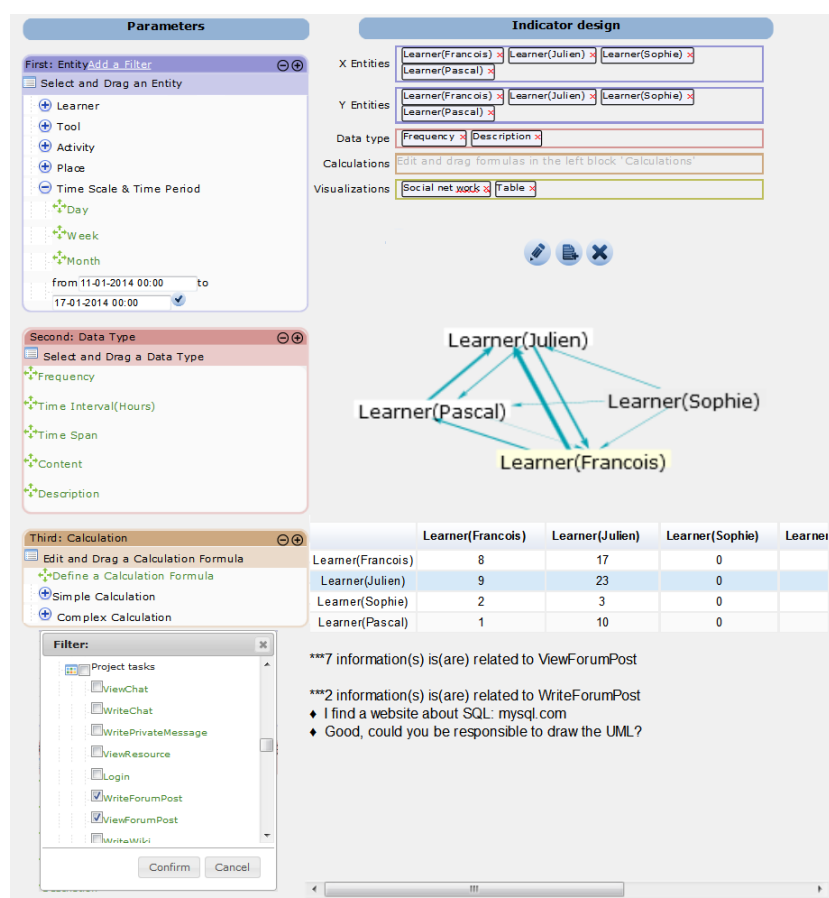 Parameters
First: EntityAdd a Filter
Select and Drag an Entity
Learner
Tool
Activity
Place
Time Scale & Time Period
Day
Week
Month
from 11-01-2014 00:00 to
17-01-2014 00:00
Second: Data Type
Select and Drag a Data Type
Frequency
Time Interval(Hours)
Time Span
Content
Description
Third: Calculation
Edit and Drag a Calculation Formula
Define a Calculation Formula
Simple Calculation
Complex Calculation
Filter:
Project tasks
ViewChat
WriteChat
WritePrivateMessage
ViewResource
Login
WriteForumPost
ViewForumPost
WriteWiki
Confirm Cancel
Indicator design
X Entities Learner(Francois) x Learner(Julien) x Learner(Sophie) x
Learner(Pascal) x
Y Entities Learner(Francois) x Learner(Julien) x Learner(Sophie) x
Learner(Pascal) x
Data type Frequency x Description x
Calculations Edit and drag formulas in the left block 'Calculations'
Visualizations Social net work x Table x
Learner(Julien)
Learner(Pascal) Learner(Sophie)
Learner(Francois)
Learner(Francois) Learner(Julien) Learner(Sophie) Learner
Learner(Francois) 8 17 0
Learner(Julien) 9 23 0
Learner(Sophie) 2 3 0
Learner(Pascal) 1 10 0
***7 information(s) is(are) related to ViewForumPost
***2 information(s) is(are) related to WriteForumPost
♦ I find a website about SQL: mysql.com
♦ Good, could you be responsible to draw the UML?